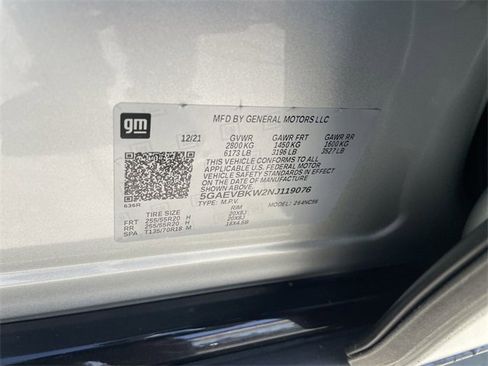 gm
MFD BY GENERAL MOTORS LLC
12/21 GVWR GAWR FRT GAWR RR
2800 KG 1450 KG 1600 KG
6173 LB 3196 LB 3527 LB
THIS VEHICLE CONFORMS TO ALL
APPLICABLE U.S. FEDERAL MOTOR
VEHICLE SAFETY STANDARDS IN EFFECT
ON THE DATE OF MANUFACTURE
SHOWN ABOVE.
5GAEVBKW2NJ119076
TYPE: M.P.V. MODEL:
TIRE SIZE RIM
FRT 255/55R20 H 20X8J
RR 255/55R20 H 20X8J
SPA T135/70R18 M 18X4.5B